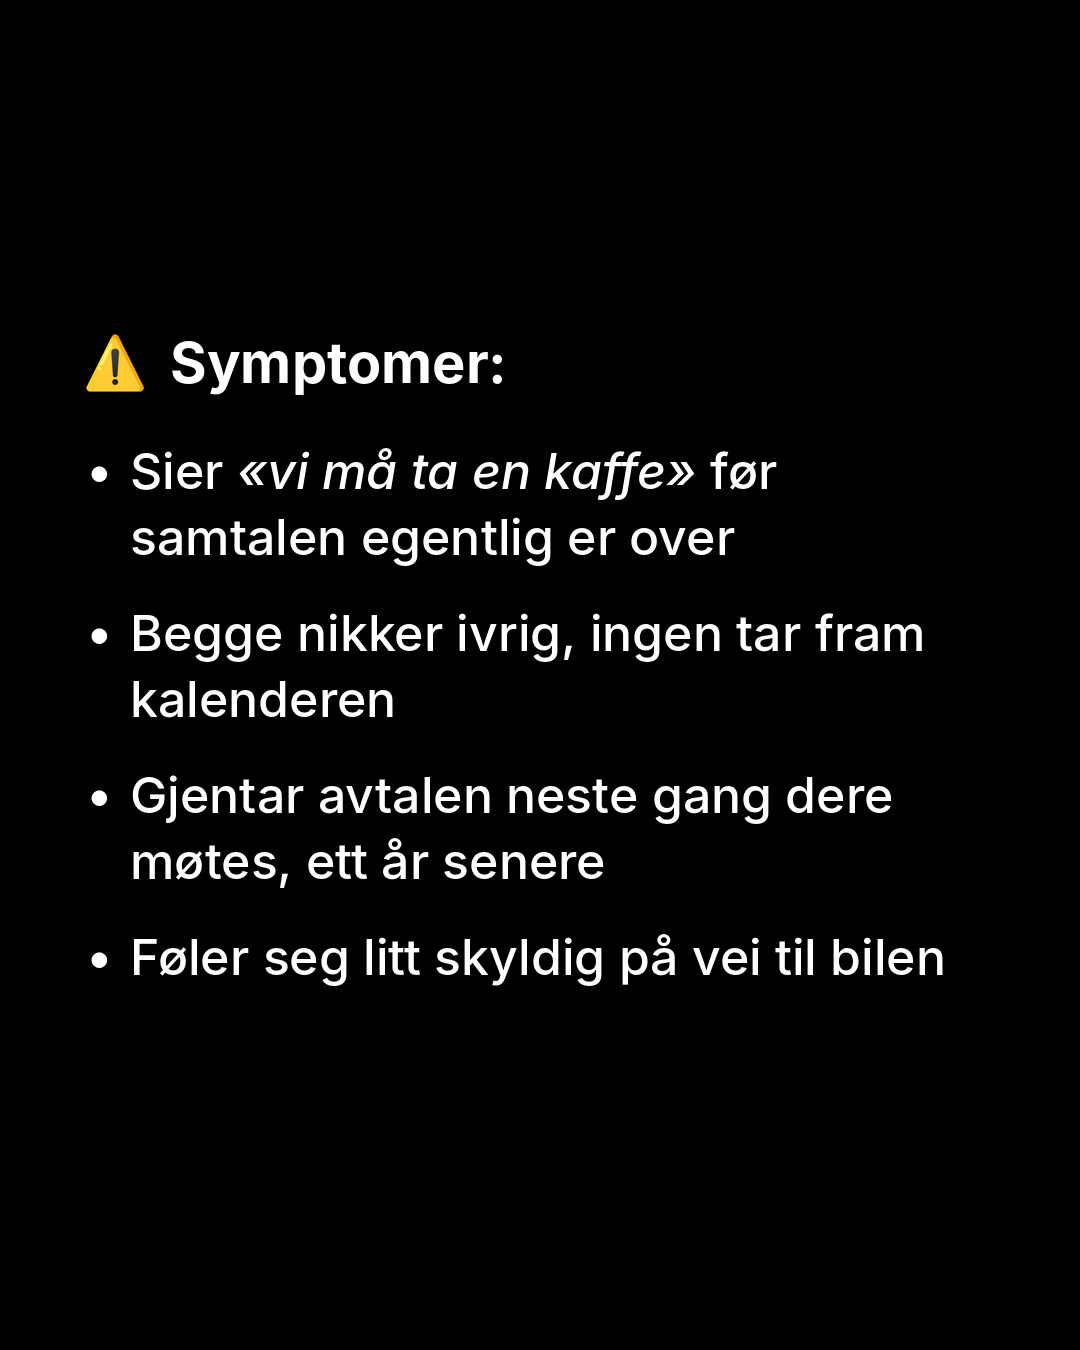 ⚠️ Symptomer:
• Sier «vi må ta en kaffe» før
samtalen egentlig er over
• Begge nikker ivrig, ingen tar fram
kalenderen
• Gjentar avtalen neste gang dere
møtes, ett år senere
• Føler seg litt skyldig på vei til bilen